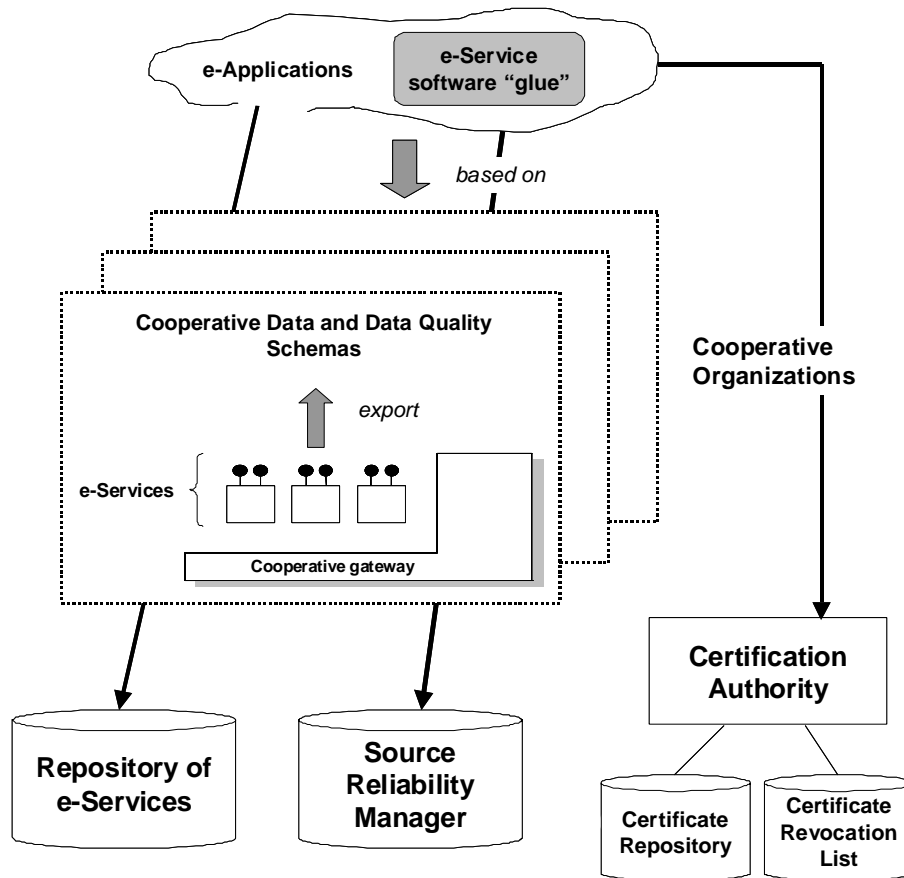 e-Applications
e-Service
software “glue”
based on
Cooperative Data and Data Quality
Schemas
export
e-Services
Cooperative gateway
Cooperative
Organizations
Certification
Authority
Repository of
e-Services
Source
Reliability
Manager
Certificate
Repository
Certificate
Revocation
List